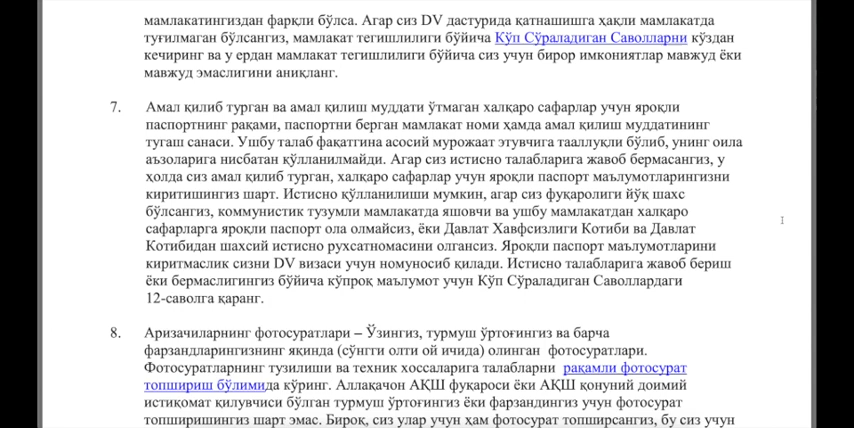 мамлакатингиздан фарқли бўлса. Агар сиз DV дастурида қатнашишга ҳақли мамлакатда
туғилмаган бўлсангиз, мамлакат тегишлилиги бўйича Кўп Сўраладиган Саволларни кўздан
кечиринг ва у ердан мамлакат тегишлилиги бўйича сиз учун бирор имкониятлар мавжуд ёки
мавжуд эмаслигини аниқланг.
7. Амал қилиб турган ва амал қилиш муддати ўтмаган халқаро сафарлар учун яроқли
паспортнинг рақами, паспортни берган мамлакат номи ҳамда амал қилиш муддатининг
тугаш санаси. Ушбу талаб фақатгина асосий мурожаат этувчига тааллуқли бўлиб, унинг оила
аъзоларига нисбатан қўлланилмайди. Агар сиз истисно талабларига жавоб бермасангиз, у
ҳолда сиз амал қилиб турган, халқаро сафарлар учун яроқли паспорт маълумотларингизни
киритишингиз шарт. Истисно қўлланилиши мумкин, агар сиз фуқаролиги йўқ шахс
бўлсангиз, коммунистик тузумли мамлакатда яшовчи ва ушбу мамлакатдан халқаро
сафарларга яроқли паспорт ола олмайсиз, ёки Давлат Хавфсизлиги Котиби ва Давлат
Котибидан шахсий истисно рухсатномасини олгансиз. Яроқли паспорт маълумотларини
киритмаслик сизни DV визаси учун номуносиб қилади. Истисно талабларига жавоб бериш
ёки бермаслигингиз бўйича кўпроқ маълумот учун Кўп Сўраладиган Саволлардаги
12-саволга қаранг.
8. Аризачиларнинг фотосуратлари – Ўзингиз, турмуш ўртоғингиз ва барча
фарзандларингизнинг яқинда (сўнгги олти ой ичида) олинган фотосуратлари.
Фотосуратларнинг тузилиши ва техник хоссаларига талабларни рақамли фотосурат
топшириш бўлимида кўринг. Аллақачон АҚШ фуқароси ёки АҚШ қонуний доимий
истиқомат қилувчиси бўлган турмуш ўртоғингиз ёки фарзандингиз учун фотосурат
топширишингиз шарт эмас. Бироқ, сиз улар учун ҳам фотосурат топширсангиз, бу сиз учун